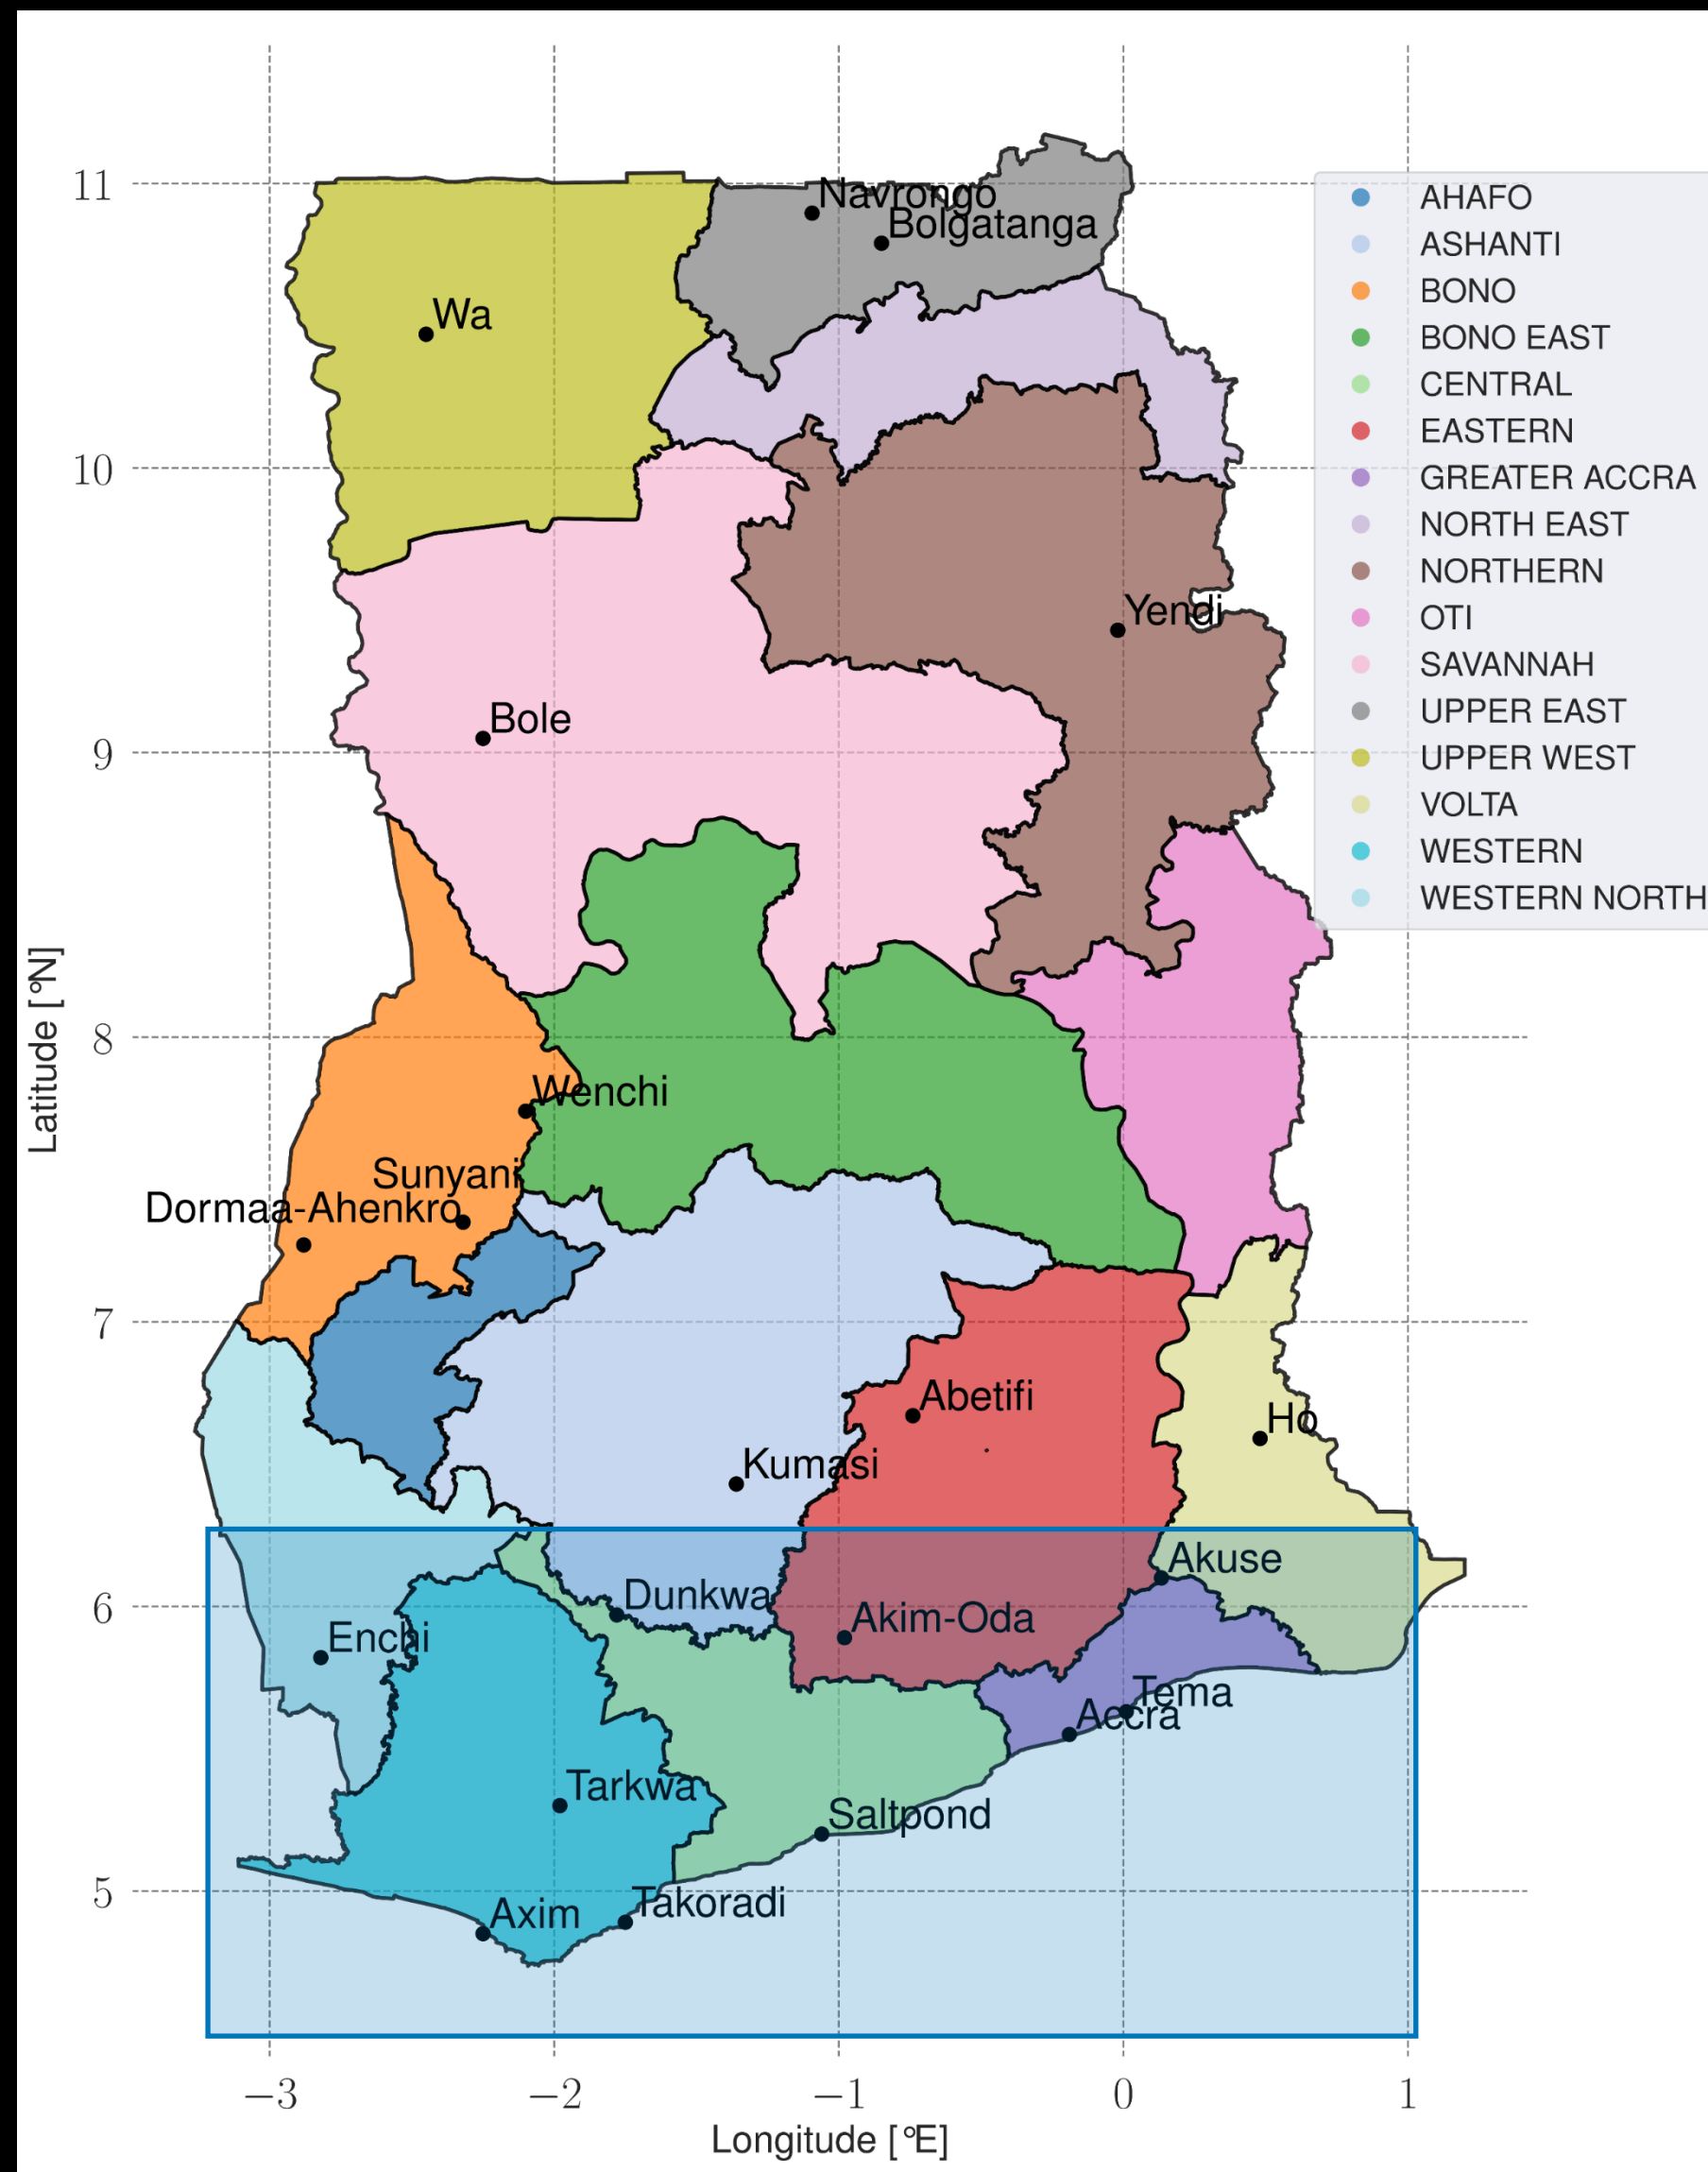 11
Navrongo
Bolgatanga
AHAFO
ASHANTI
BONO
BONO EAST
CENTRAL
EASTERN
GREATER ACCRA
NORTH EAST
NORTHERN
OTI
SAVANNAH
UPPER EAST
UPPER WEST
VOLTA
WESTERN
WESTERN NORTH
Wa
10
Yendi
Bole
9
Latitude [°N]
8
Wenchi
Sunyani
Dormaa-Ahenkro
7
Abetifi
Ho
Kumasi
Akuse
Dunkwa
6
Akim-Oda
Enchi
Tema
Accra
Tarkwa
Saltpond
5
Takoradi
Axim
−3 −2 −1 0 1
Longitude [°E]